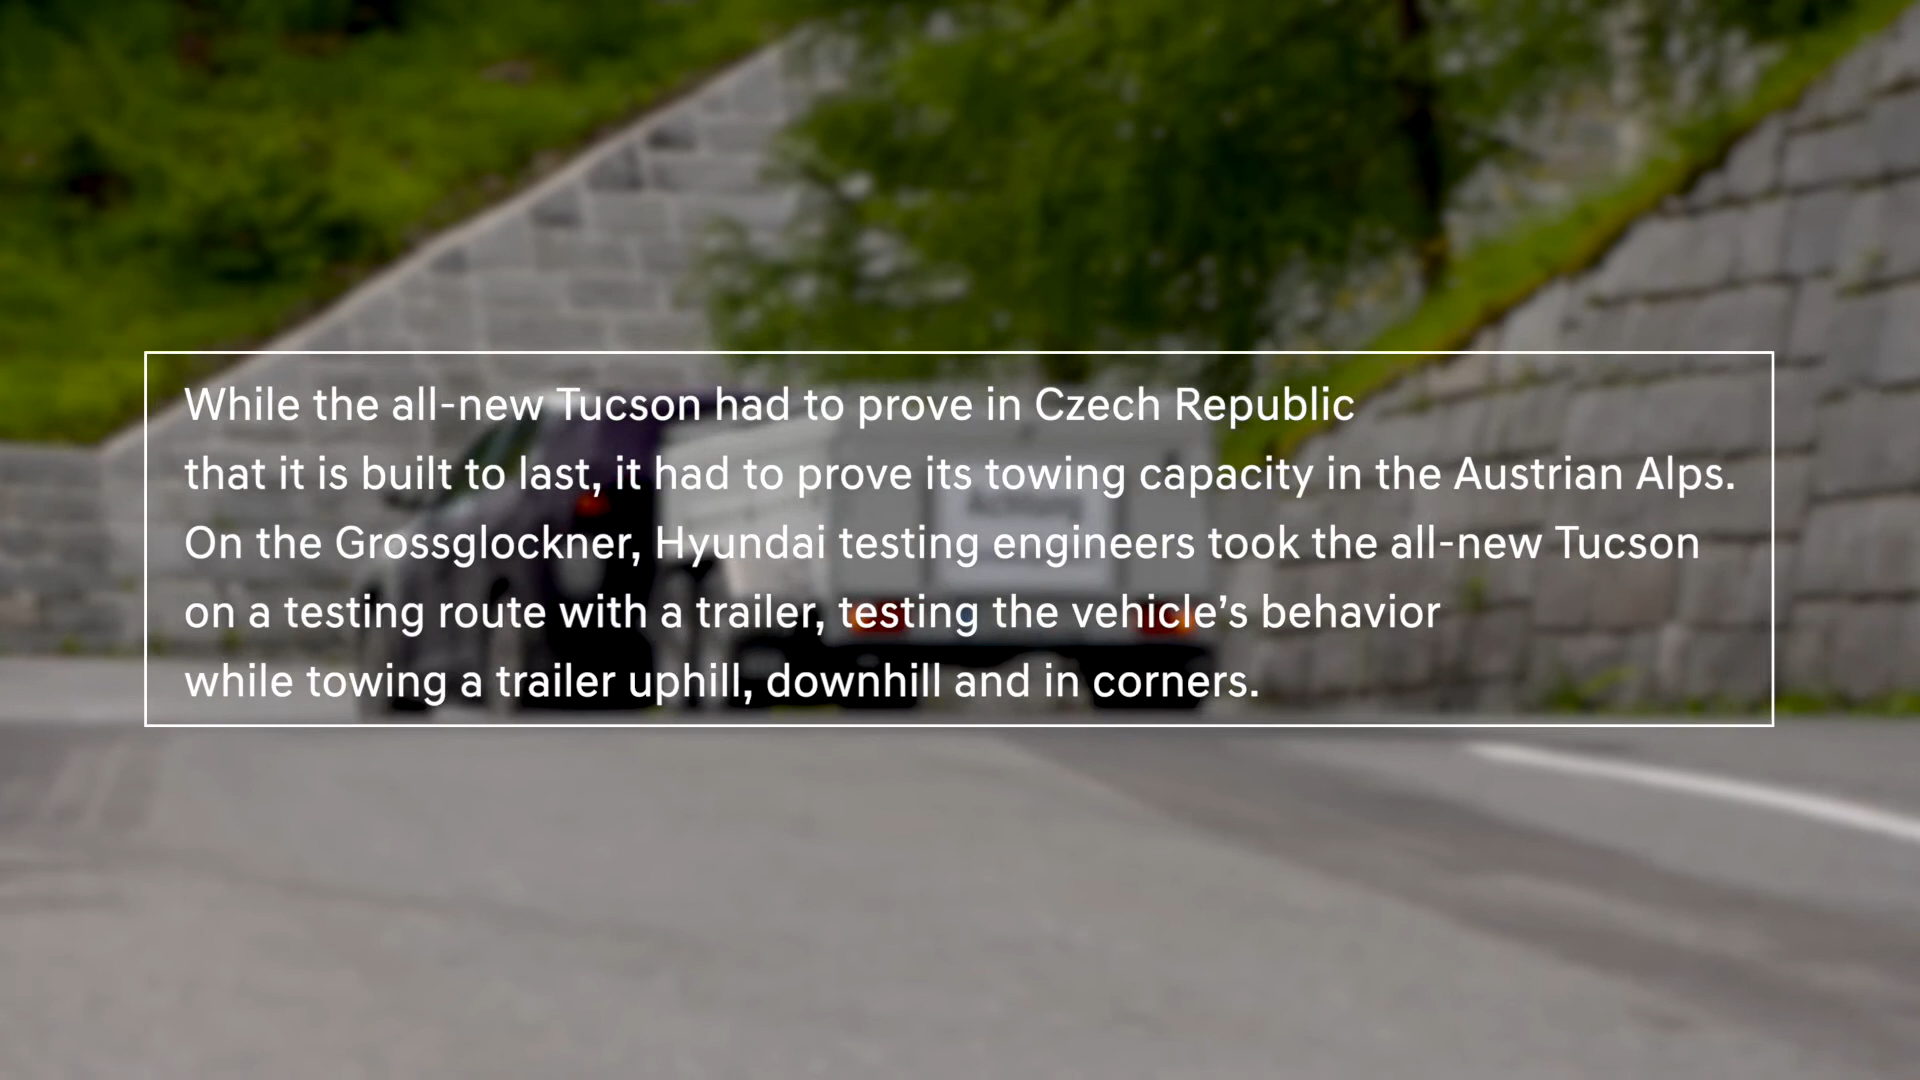 While the all-new Tucson had to prove in Czech Republic
that it is built to last, it had to prove its towing capacity in the Austrian Alps.
On the Grossglockner, Hyundai testing engineers took the all-new Tucson
on a testing route with a trailer, testing the vehicle’s behavior
while towing a trailer uphill, downhill and in corners.